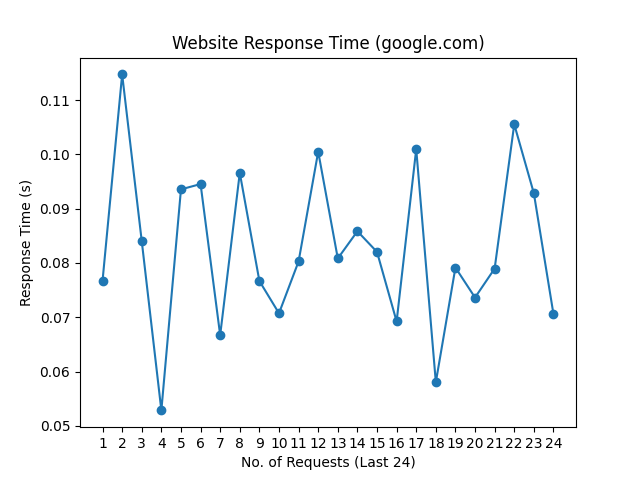 Website Response Time (google.com)
0.11
0.10
0.09
0.08
0.07
0.06
0.05
Response Time (s)
1 2 3 4 5 6 7 8 9 10 11 12 13 14 15 16 17 18 19 20 21 22 23 24
No. of Requests (Last 24)